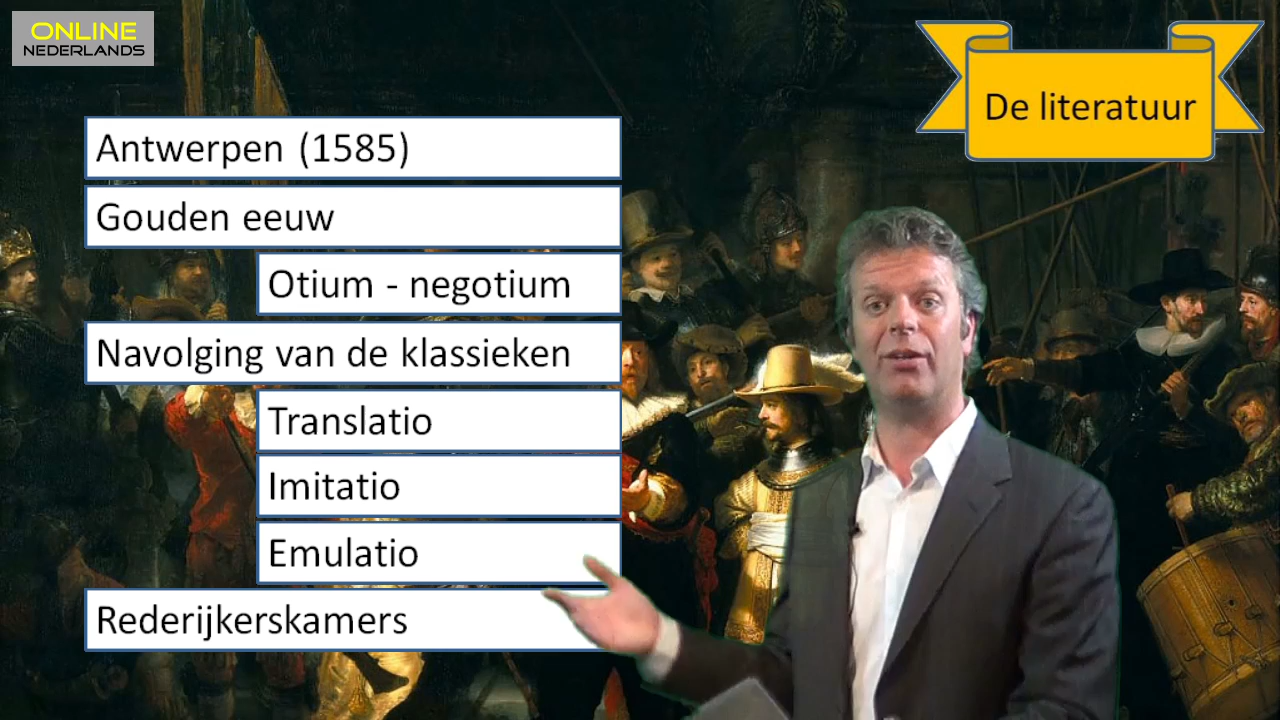 ONLINE
NEDERLANDS
De literatuur
Antwerpen (1585)
Gouden eeuw
Otium - negotium
Navolging van de klassieken
Translatio
Imitatio
Emulatio
Rederijkerskamers